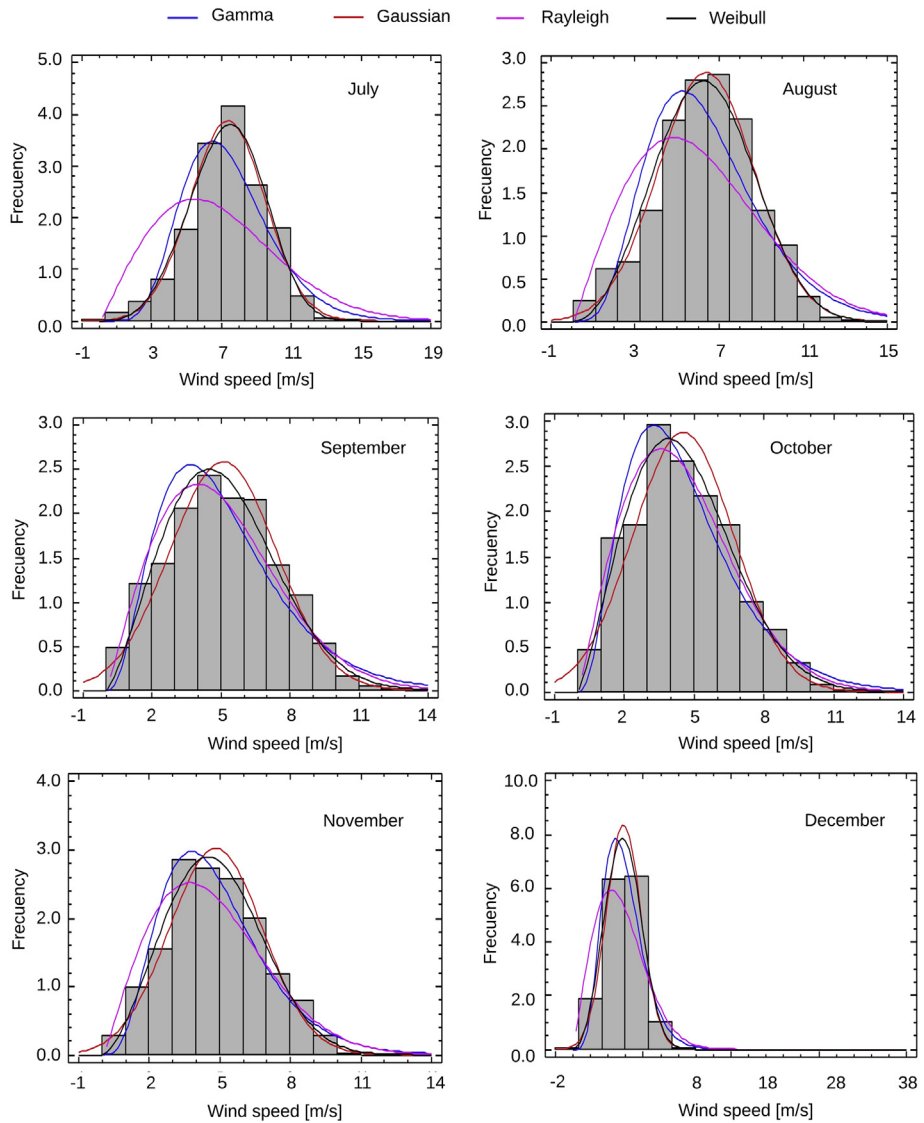 Gamma Gaussian Rayleigh Weibull
July
5.0
4.0
3.0
2.0
1.0
0.0
Frecuency
-1 3 7 11 15 19
Wind speed [m/s]
August
3.0
2.5
2.0
1.5
1.0
0.5
0.0
Frecuency
-1 3 7 11 15
Wind speed [m/s]
September
3.0
2.5
2.0
1.5
1.0
0.5
0.0
Frecuency
-1 2 5 8 11 14
Wind speed [m/s]
October
3.0
2.5
2.0
1.5
1.0
0.5
0.0
Frecuency
-1 2 5 8 11 14
Wind speed [m/s]
November
4.0
3.0
2.0
1.0
0.0
Frecuency
-1 2 5 8 11 14
Wind speed [m/s]
December
10.0
8.0
6.0
4.0
2.0
0.0
Frecuency
-2 8 18 28 38
Wind speed [m/s]